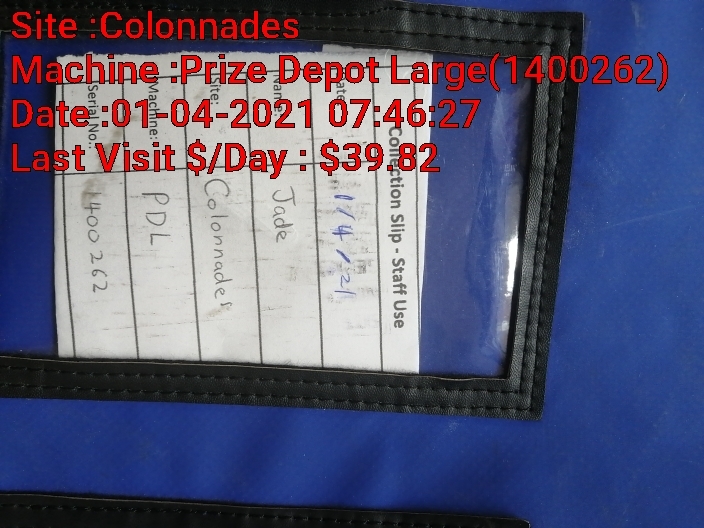 Site :Colonnades
Machine :Prize Depot Large(1400262)
Date :01-04-2021 07:46:27
Last Visit $/Day : $39.82
Collection Slip - Staff Use
Date: 1/4/21
Name: Jade
Site: Colonnades
Machine: PDL
Serial No.: 1400262